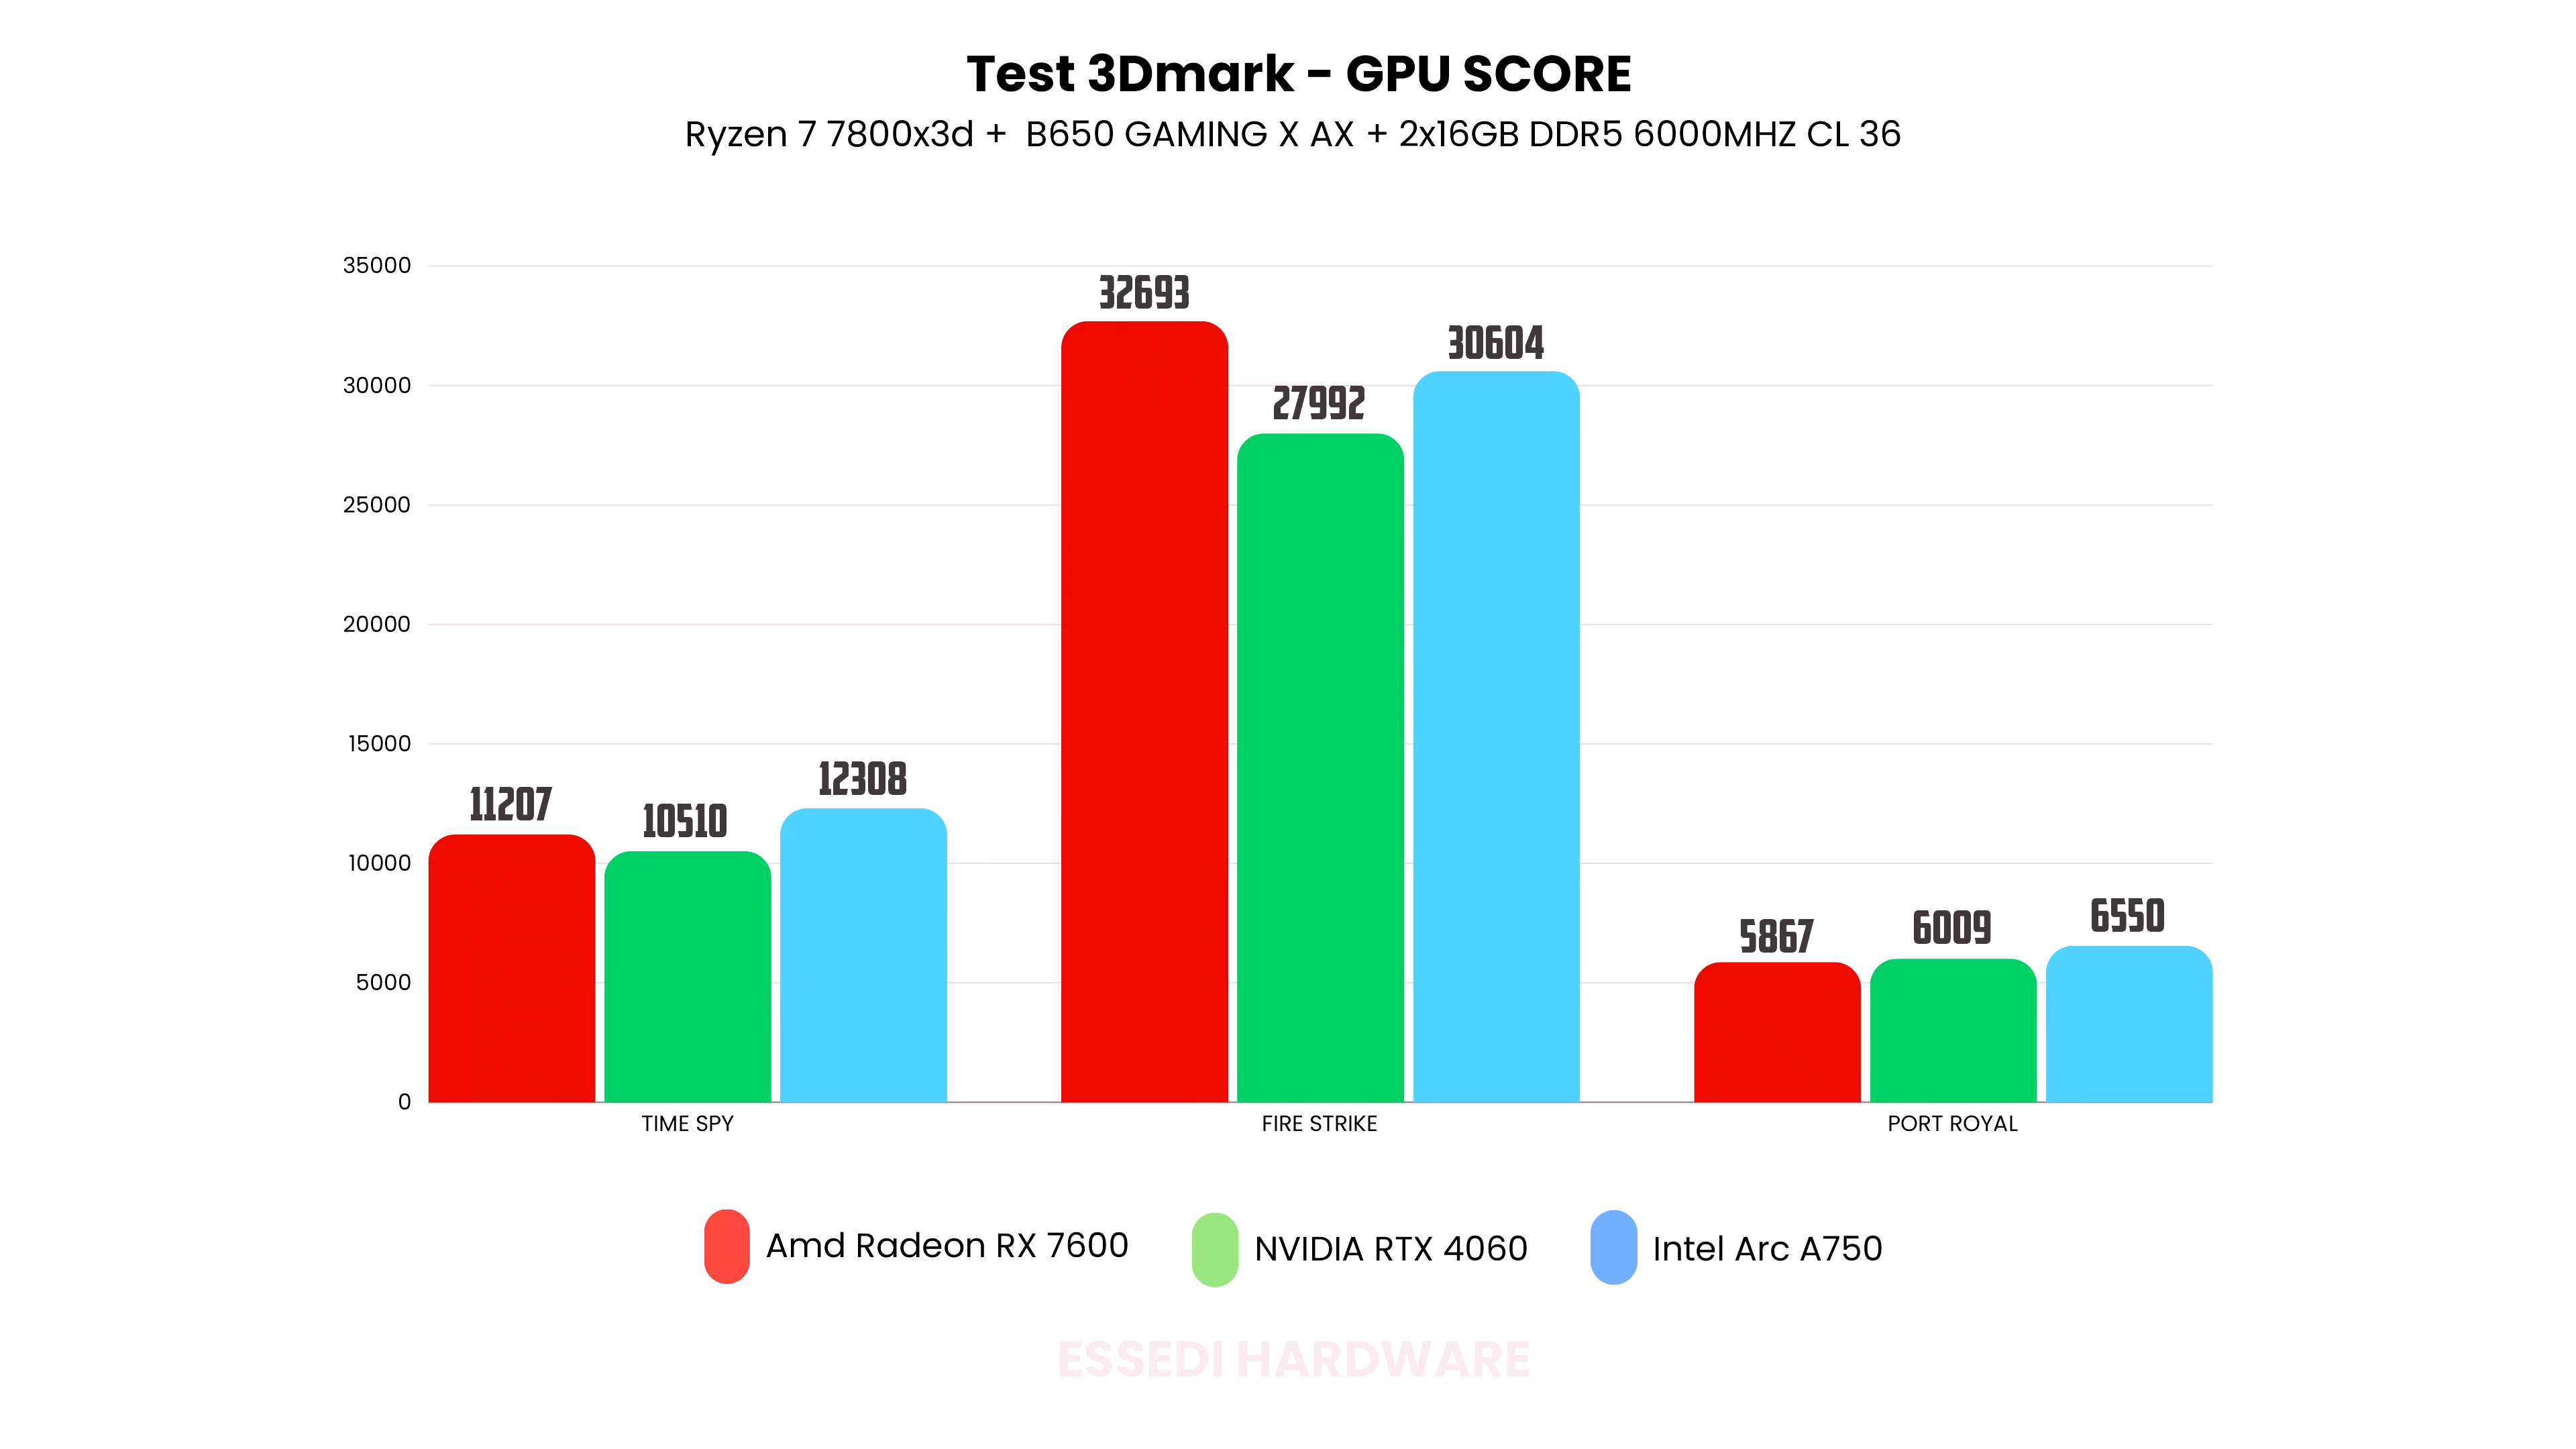 Test 3Dmark - GPU SCORE
Ryzen 7 7800x3d + B650 GAMING X AX + 2x16GB DDR5 6000MHZ CL 36
35000
30000
25000
20000
15000
10000
5000
0
11207
10510
12308
32693
27992
30604
5867
6009
6550
TIME SPY
FIRE STRIKE
PORT ROYAL
Amd Radeon RX 7600
NVIDIA RTX 4060
Intel Arc A750
ESSEDI HARDWARE